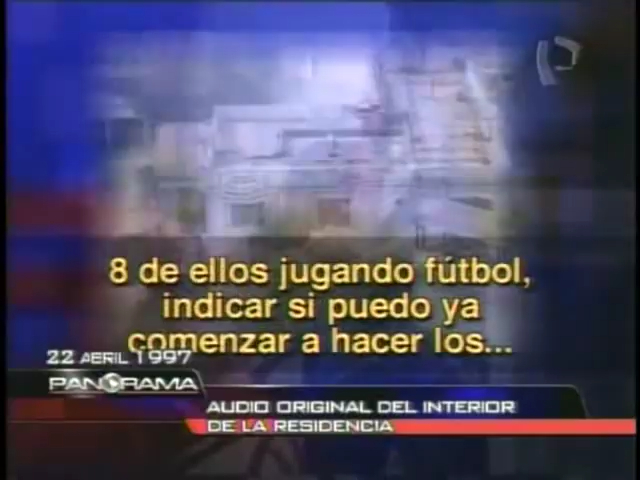 8 de ellos jugando fútbol,
indicar si puedo ya
comenzar a hacer los...
22 ABRIL 1997
PANORAMA
AUDIO ORIGINAL DEL INTERIOR
DE LA RESIDENCIA